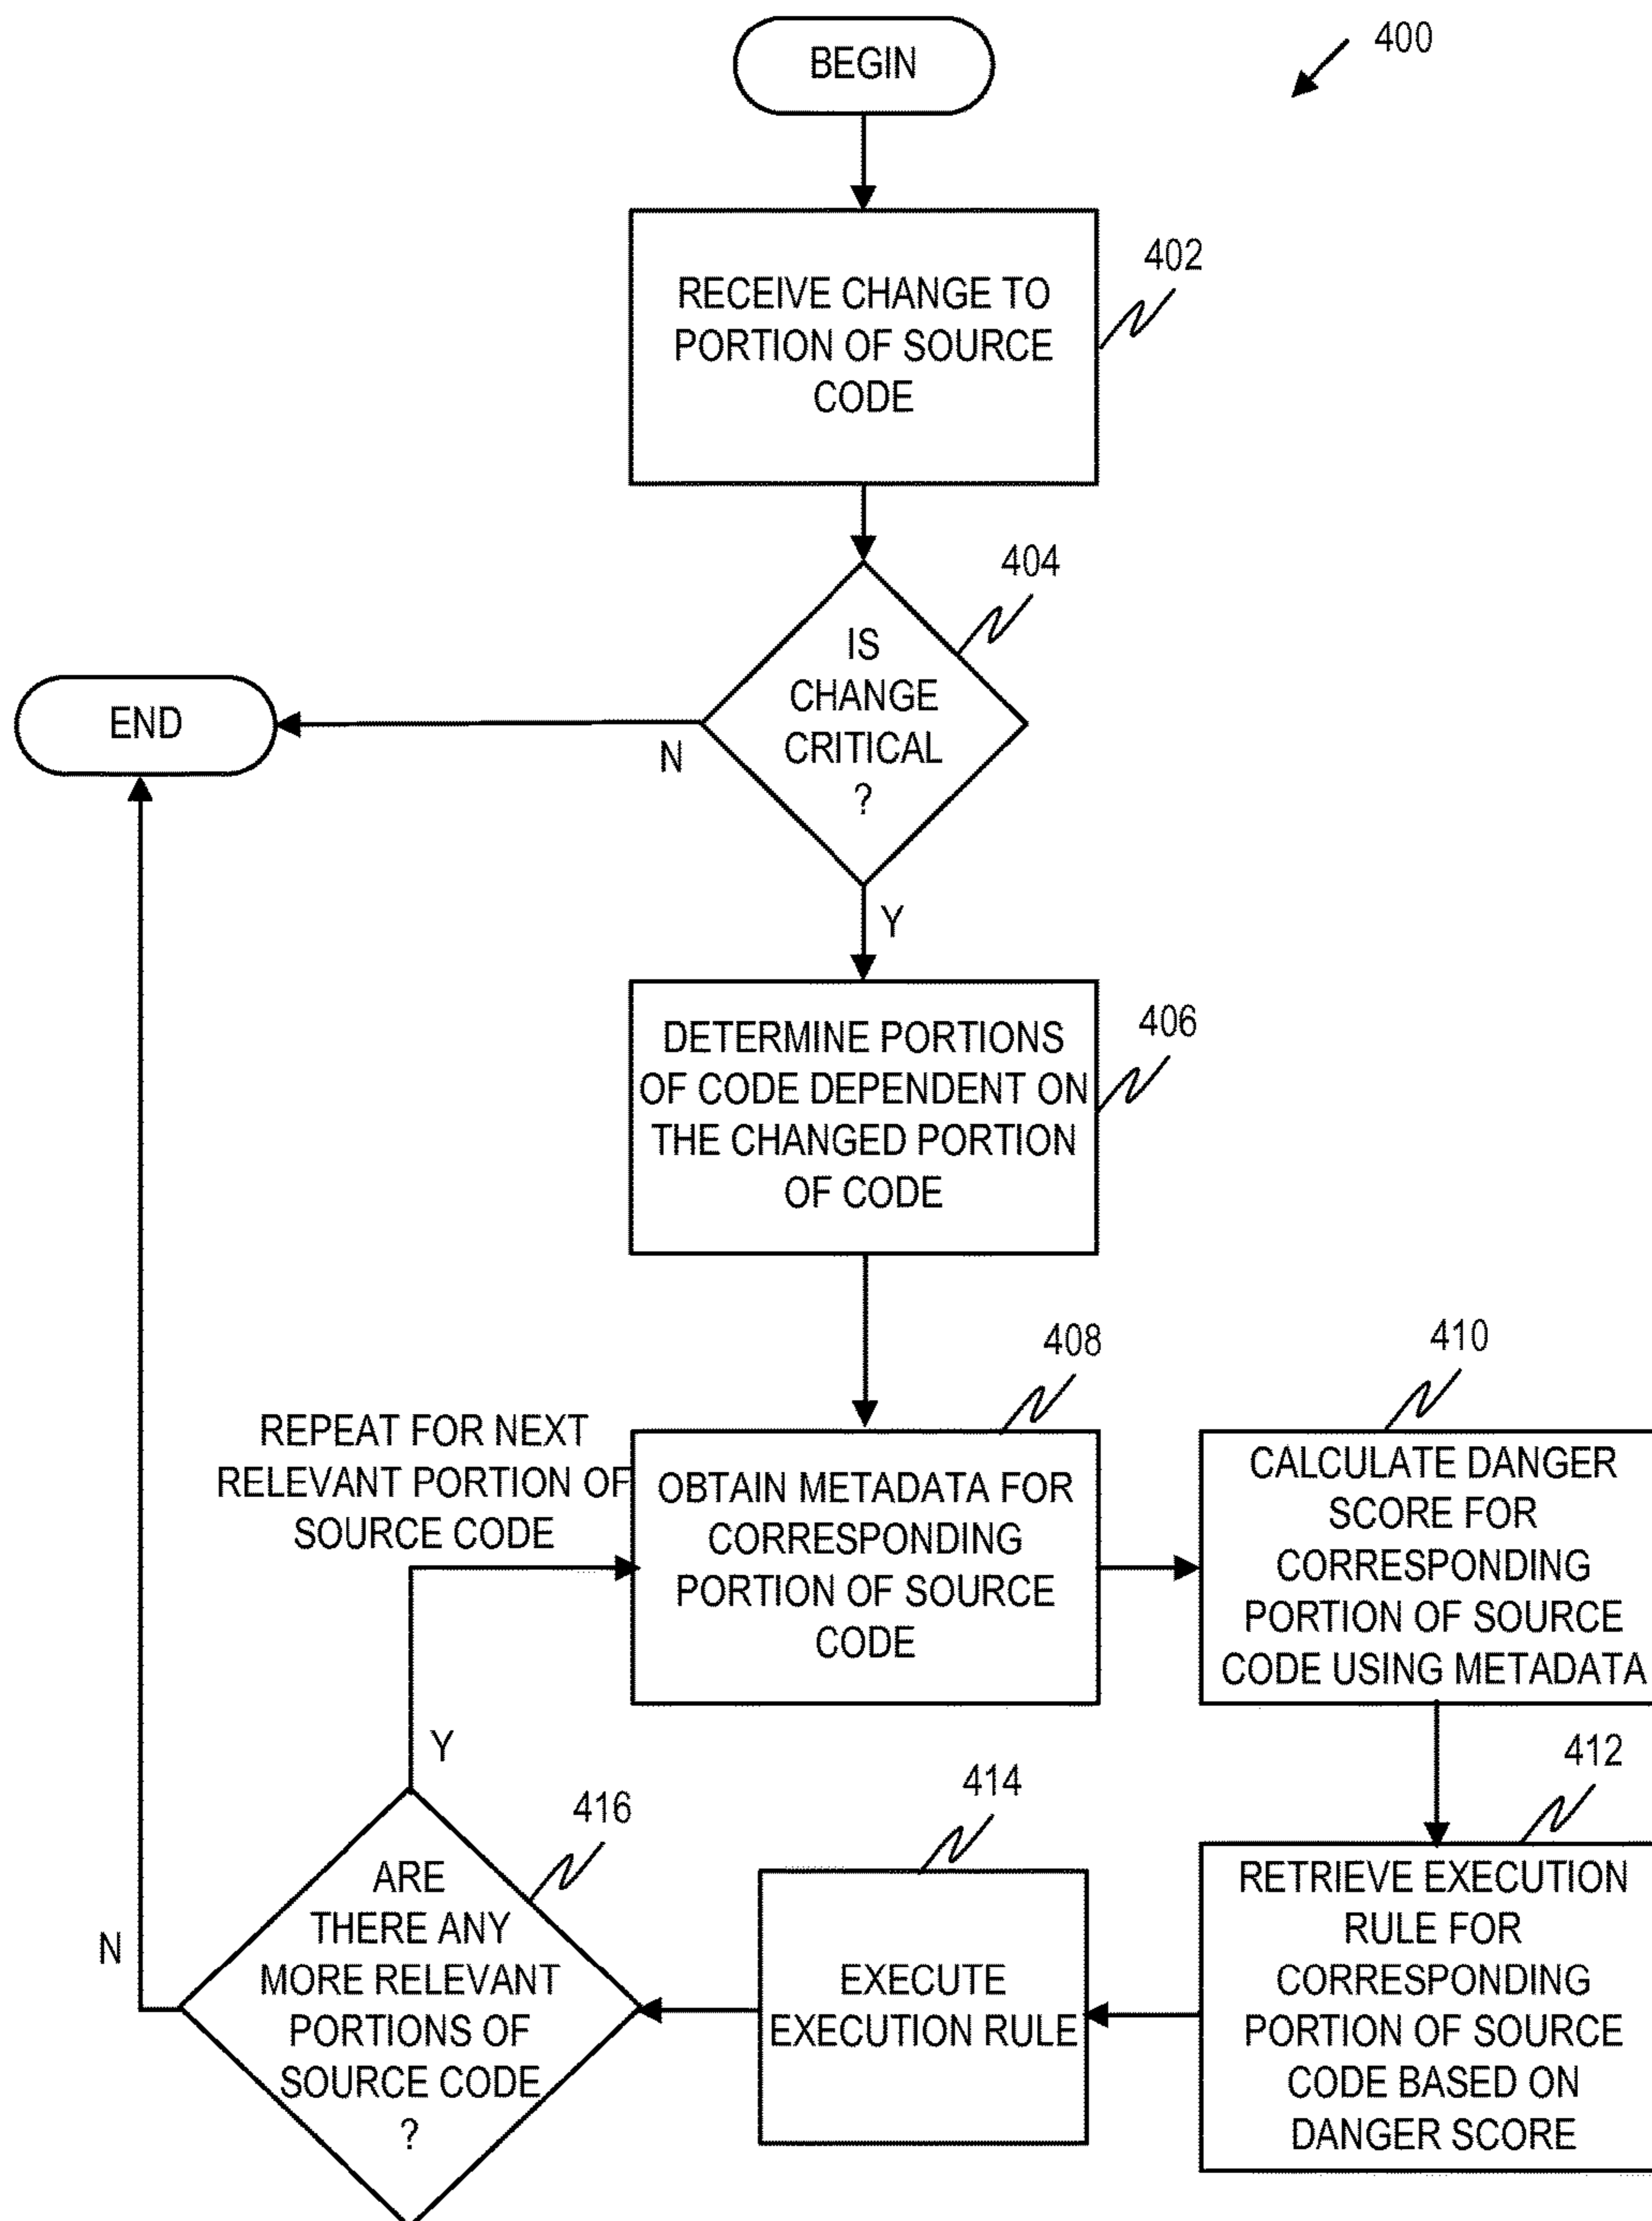 BEGIN
400
RECEIVE CHANGE TO
PORTION OF SOURCE
CODE
402
IS
CHANGE
CRITICAL
?
404
END
N
Y
DETERMINE PORTIONS
OF CODE DEPENDENT ON
THE CHANGED PORTION
OF CODE
406
REPEAT FOR NEXT
RELEVANT PORTION OF
SOURCE CODE
OBTAIN METADATA FOR
CORRESPONDING
PORTION OF SOURCE
CODE
408
CALCULATE DANGER
SCORE FOR
CORRESPONDING
PORTION OF SOURCE
CODE USING METADATA
410
RETRIEVE EXECUTION
RULE FOR
CORRESPONDING
PORTION OF SOURCE
CODE BASED ON
DANGER SCORE
412
EXECUTE
EXECUTION RULE
414
ARE
THERE ANY
MORE RELEVANT
PORTIONS OF
SOURCE CODE
?
416
Y
N